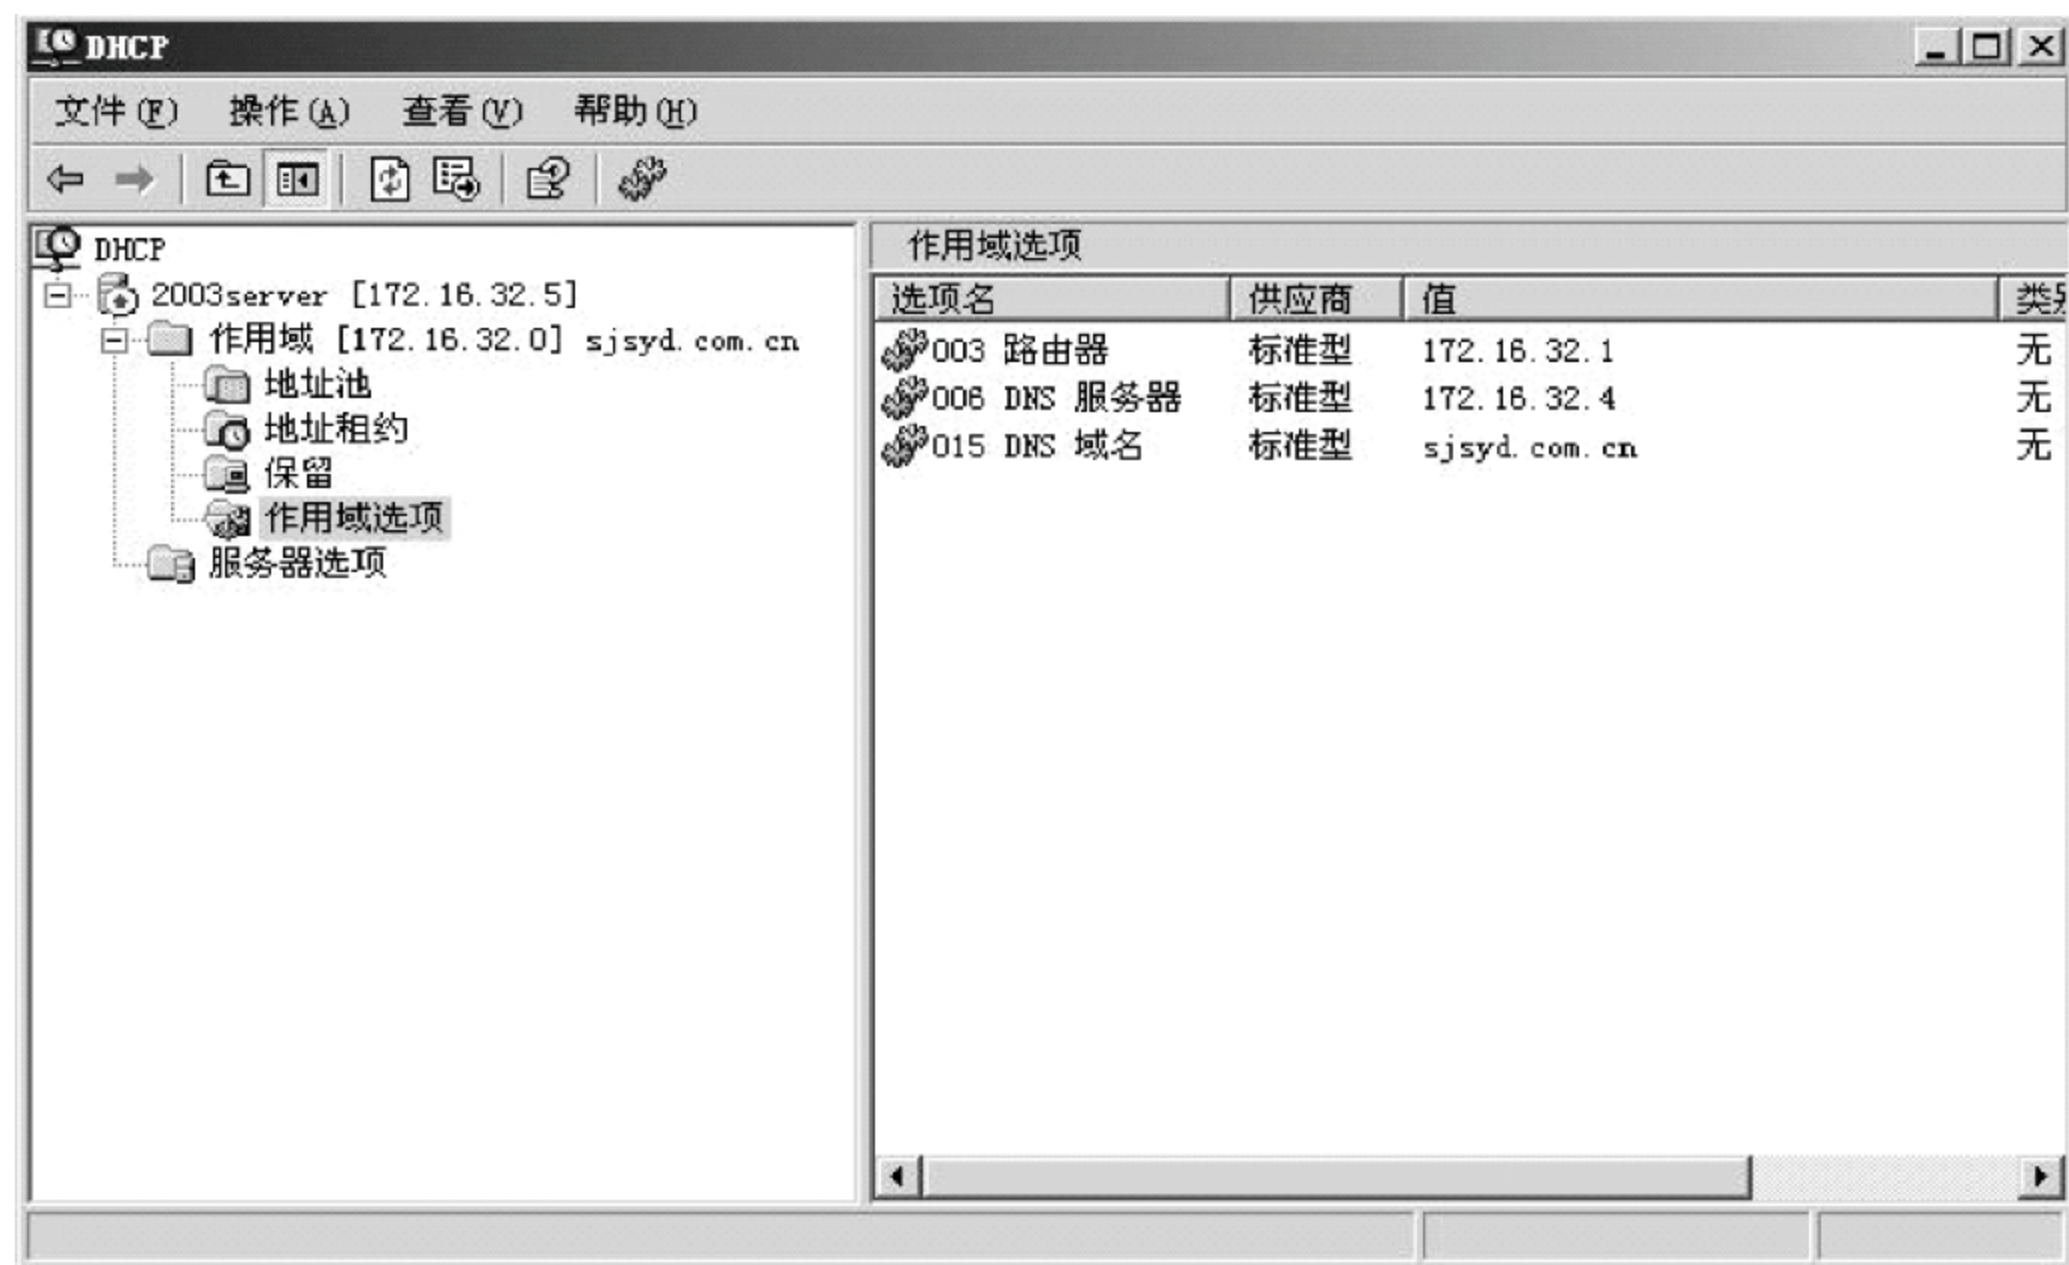 DHCP
文件(F) 操作(A) 查看(V) 帮助(H)
DHCP
2003server [172.16.32.5]
作用域 [172.16.32.0] sjsyd.com.cn
地址池
地址租约
保留
作用域选项
服务器选项
作用域选项
选项名 供应商 值 类别
003 路由器 标准型 172.16.32.1 无
006 DNS 服务器 标准型 172.16.32.4 无
015 DNS 域名 标准型 sjsyd.com.cn 无